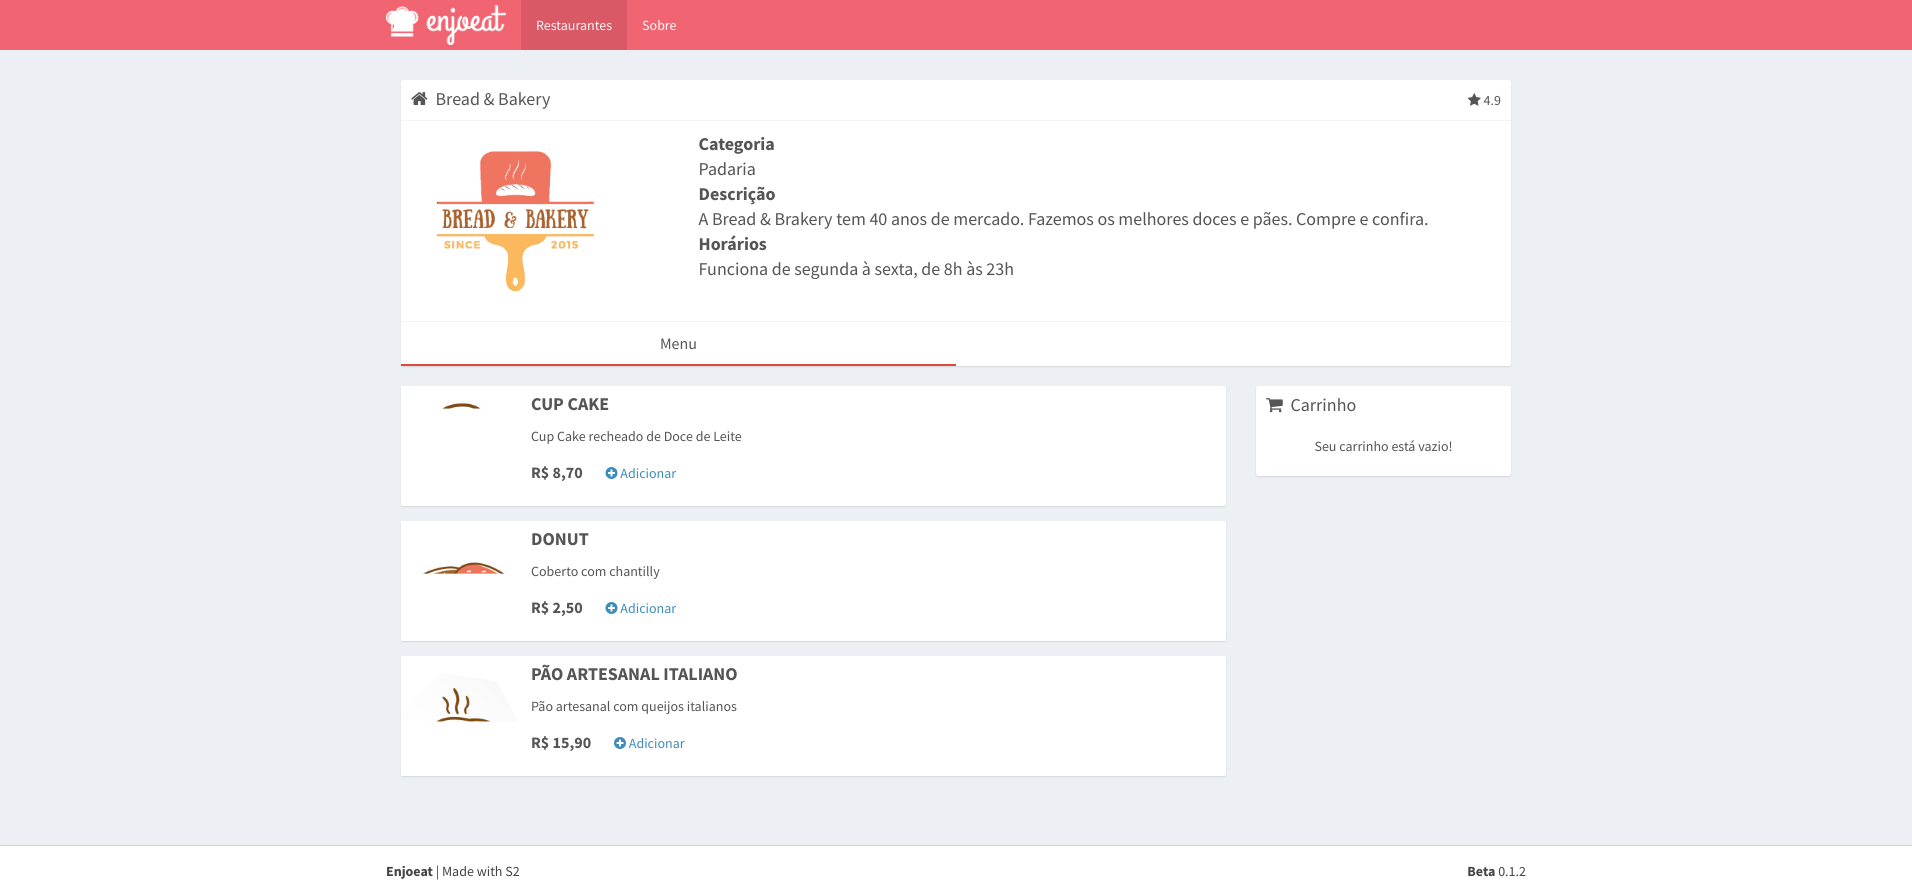 enjoeat Restaurantes Sobre
Bread & Bakery 4.9
BREAD & BAKERY
SINCE 2015
Categoria
Padaria
Descrição
A Bread & Brakery tem 40 anos de mercado. Fazemos os melhores doces e pães. Compre e confira.
Horários
Funciona de segunda à sexta, de 8h às 23h
Menu
CUP CAKE
Cup Cake recheado de Doce de Leite
R$ 8,70 Adicionar
DONUT
Coberto com chantilly
R$ 2,50 Adicionar
PÃO ARTESANAL ITALIANO
Pão artesanal com queijos italianos
R$ 15,90 Adicionar
Carrinho
Seu carrinho está vazio!
Enjoeat | Made with S2 Beta 0.1.2